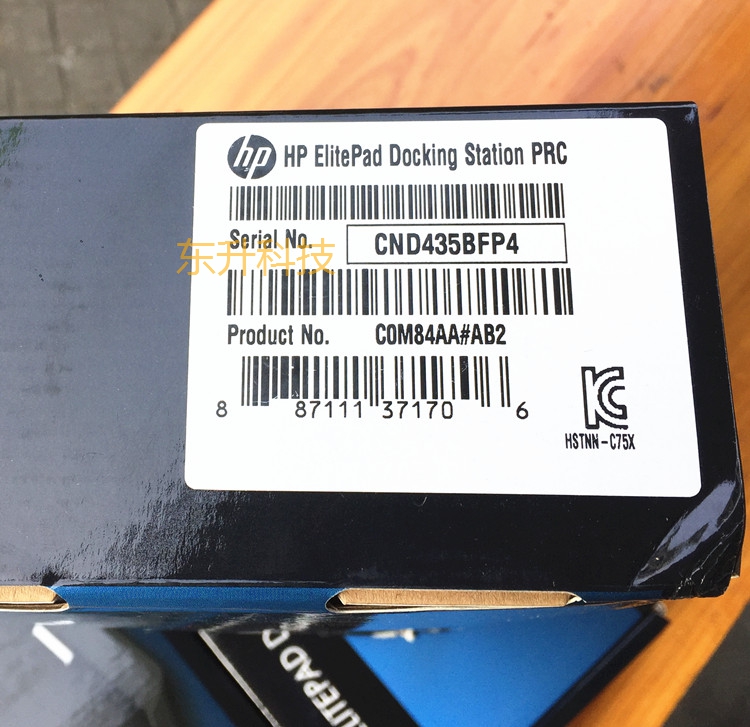 hp HP ElitePad Docking Station PRC
Serial No. CND435BFP4
东升科技
Product No. C0M84AA#AB2
8 87111 37170 6
HSTNN-C75X